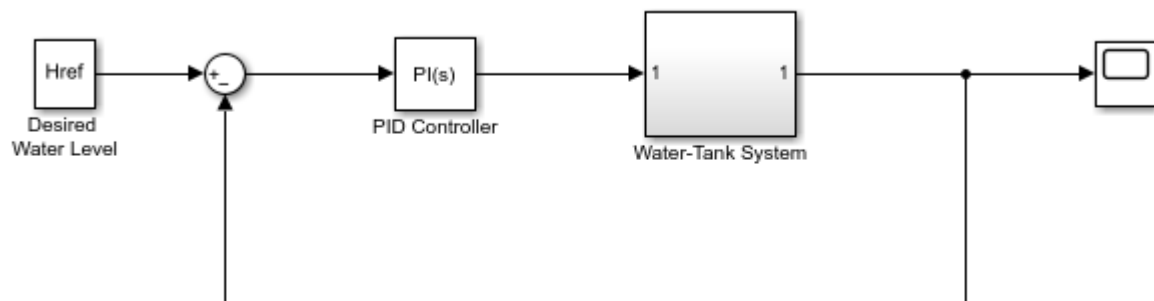 Href
+
−
PI(s)
1
1
Desired
Water Level
PID Controller
Water-Tank System